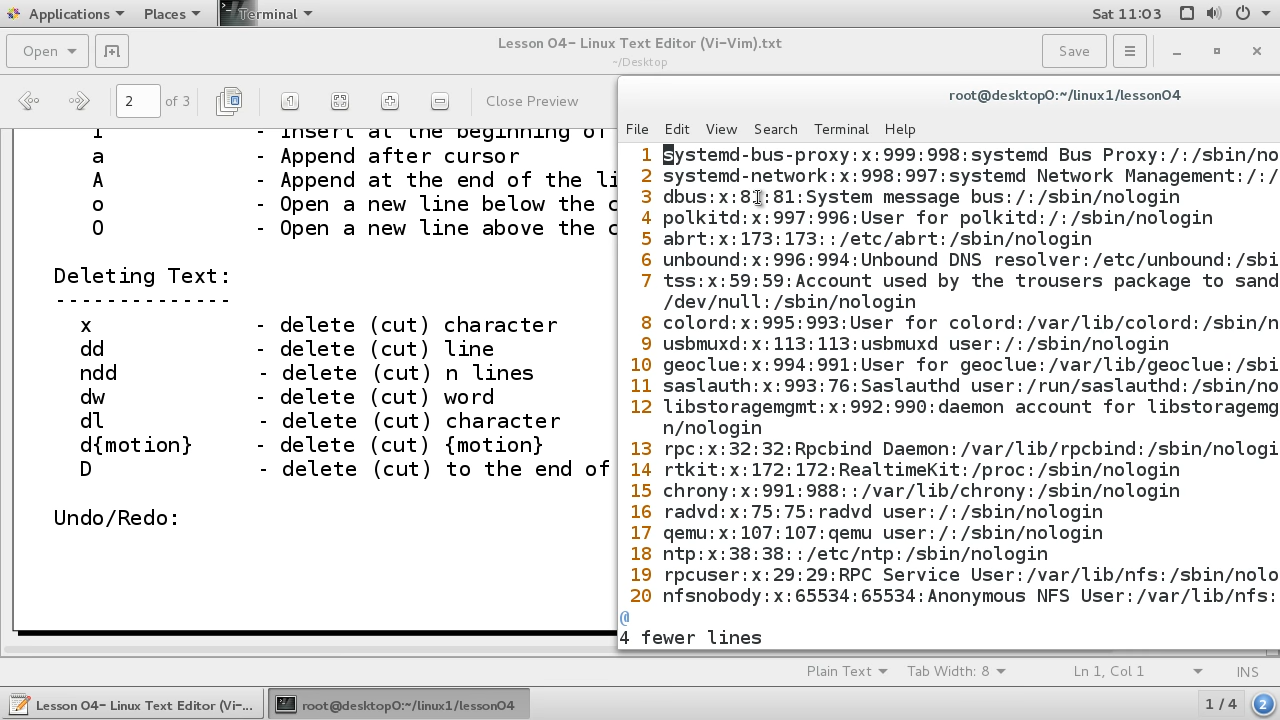 Applications Places Terminal Sat 11:03
Open Lesson 04- Linux Text Editor (Vi-Vim).txt Save
~/Desktop
2 of 3 Close Preview
I - Insert at the beginning of
a - Append after cursor
A - Append at the end of the li
o - Open a new line below the c
O - Open a new line above the c
Deleting Text:
--------------
x - delete (cut) character
dd - delete (cut) line
ndd - delete (cut) n lines
dw - delete (cut) word
dl - delete (cut) character
d{motion} - delete (cut) {motion}
D - delete (cut) to the end of
Undo/Redo:
root@desktop0:~/linux1/lesson04
File Edit View Search Terminal Help
1 systemd-bus-proxy:x:999:998:systemd Bus Proxy:/:/sbin/no
2 systemd-network:x:998:997:systemd Network Management:/:/
3 dbus:x:81:81:System message bus:/:/sbin/nologin
4 polkitd:x:997:996:User for polkitd:/:/sbin/nologin
5 abrt:x:173:173::/etc/abrt:/sbin/nologin
6 unbound:x:996:994:Unbound DNS resolver:/etc/unbound:/sbi
7 tss:x:59:59:Account used by the trousers package to sand
/dev/null:/sbin/nologin
8 colord:x:995:993:User for colord:/var/lib/colord:/sbin/n
9 usbmuxd:x:113:113:usbmuxd user:/:/sbin/nologin
10 geoclue:x:994:991:User for geoclue:/var/lib/geoclue:/sbi
11 saslauth:x:993:76:Saslauthd user:/run/saslauthd:/sbin/no
12 libstoragemgmt:x:992:990:daemon account for libstoragemg
n/nologin
13 rpc:x:32:32:Rpcbind Daemon:/var/lib/rpcbind:/sbin/nologi
14 rtkit:x:172:172:RealtimeKit:/proc:/sbin/nologin
15 chrony:x:991:988::/var/lib/chrony:/sbin/nologin
16 radvd:x:75:75:radvd user:/:/sbin/nologin
17 qemu:x:107:107:qemu user:/:/sbin/nologin
18 ntp:x:38:38::/etc/ntp:/sbin/nologin
19 rpcuser:x:29:29:RPC Service User:/var/lib/nfs:/sbin/nolo
20 nfsnobody:x:65534:65534:Anonymous NFS User:/var/lib/nfs:
@
4 fewer lines
Plain Text Tab Width: 8 Ln 1, Col 1 INS
Lesson 04- Linux Text Editor (Vi-... root@desktop0:~/linux1/lesson04 1 / 4 2